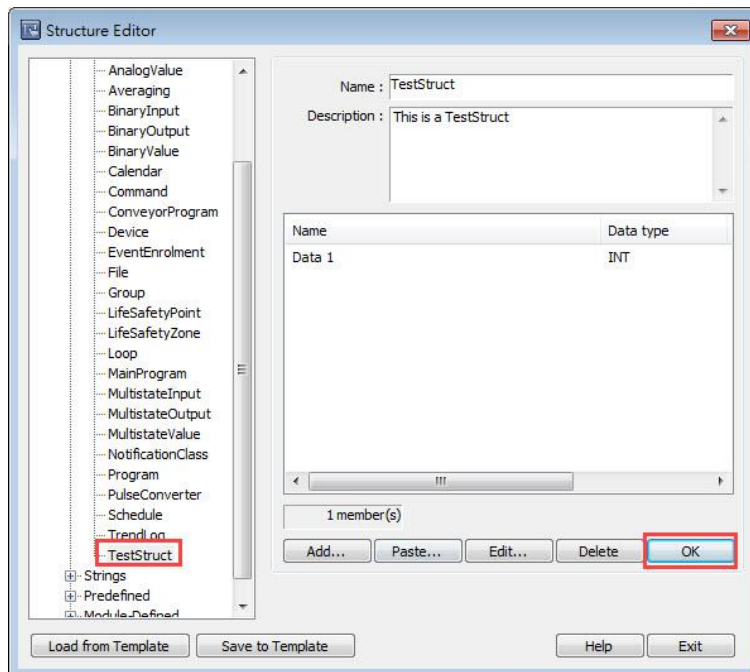 Structure Editor
AnalogValue
Averaging
BinaryInput
BinaryOutput
BinaryValue
Calendar
Command
ConveyorProgram
Device
EventEnrolment
File
Group
LifeSafetyPoint
LifeSafetyZone
Loop
MainProgram
MultistateInput
MultistateOutput
MultistateValue
NotificationClass
Program
PulseConverter
Schedule
TrendLog
TestStruct
Strings
Predefined
Module-Defined
Name : TestStruct
Description : This is a TestStruct
Name Data type
Data 1 INT
1 member(s)
Add... Paste... Edit... Delete OK
Load from Template Save to Template Help Exit